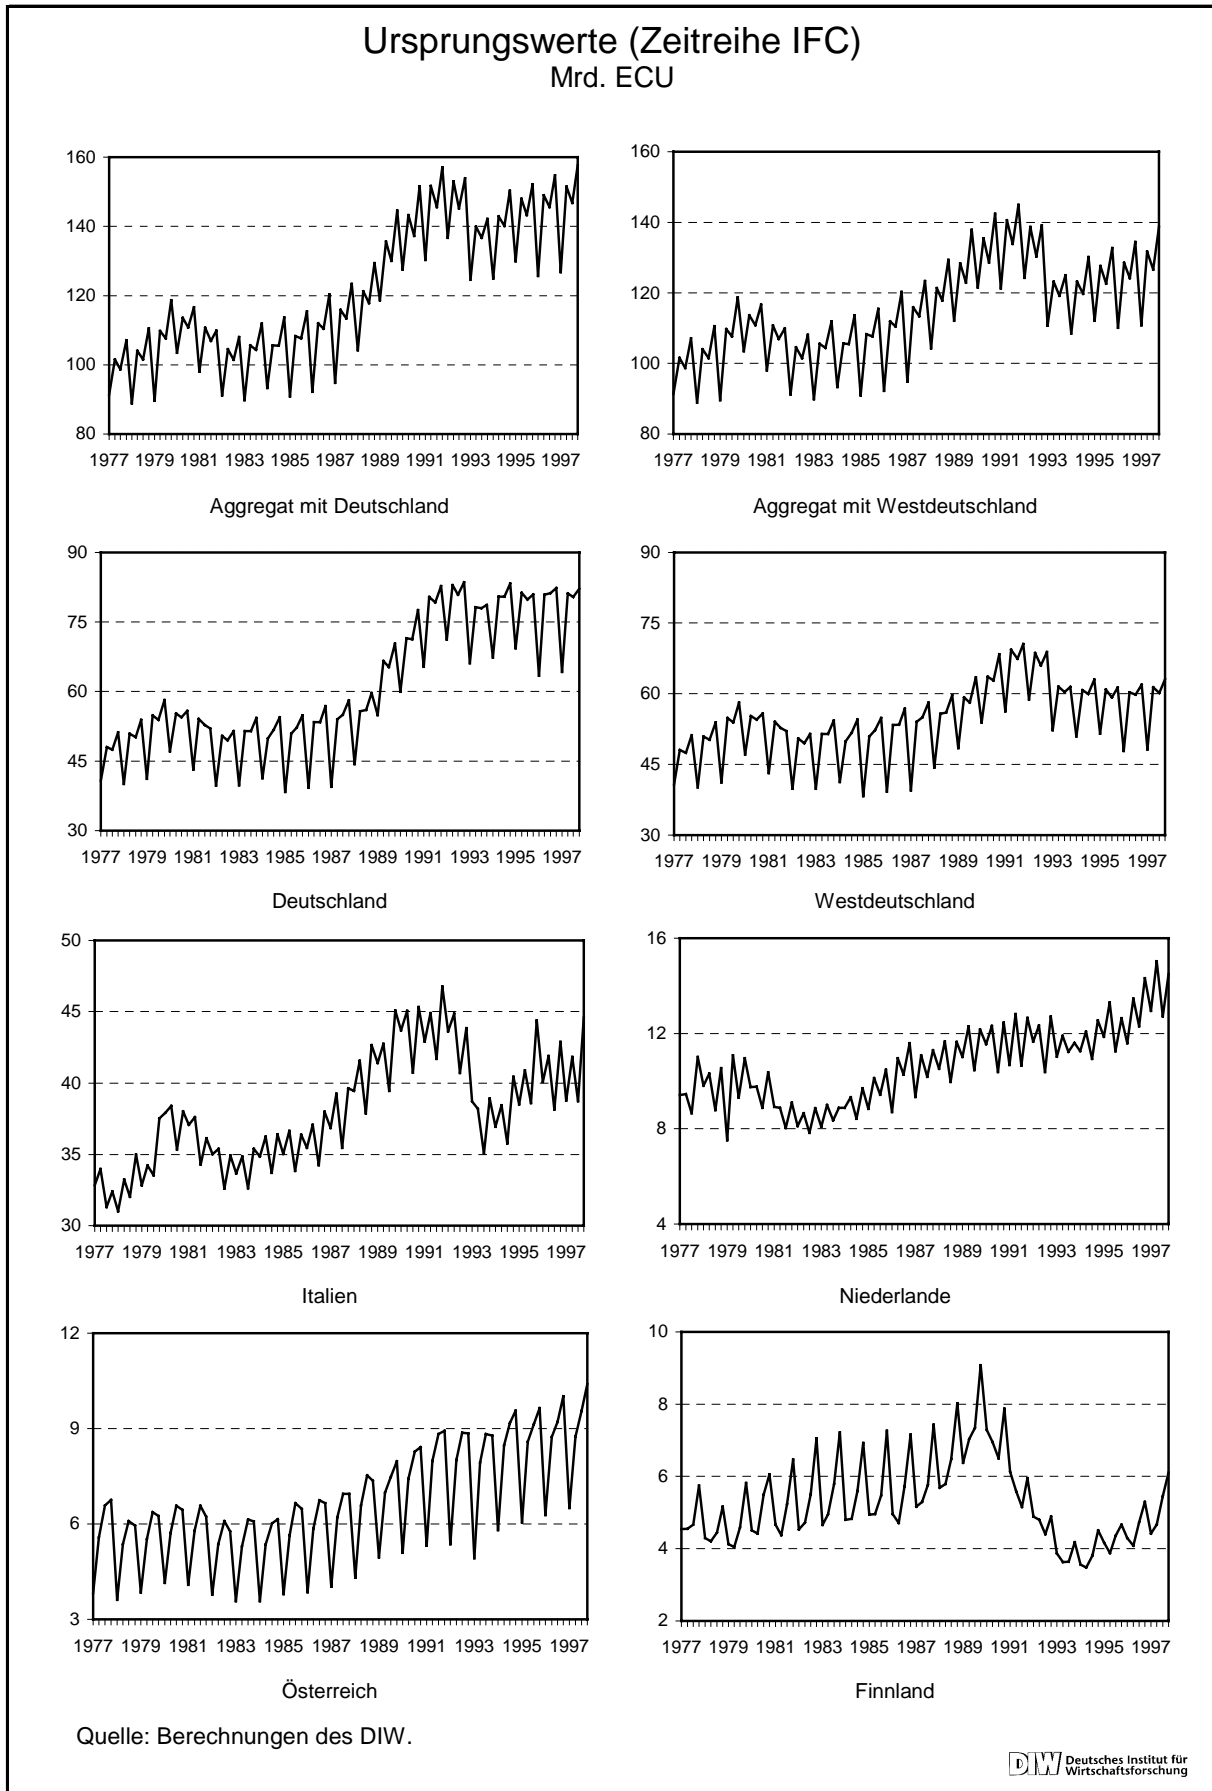 Ursprungswerte (Zeitreihe IFC)
Mrd. ECU
160
140
120
100
80
1977 1979 1981 1983 1985 1987 1989 1991 1993 1995 1997
Aggregat mit Deutschland
160
140
120
100
80
1977 1979 1981 1983 1985 1987 1989 1991 1993 1995 1997
Aggregat mit Westdeutschland
90
75
60
45
30
1977 1979 1981 1983 1985 1987 1989 1991 1993 1995 1997
Deutschland
90
75
60
45
30
1977 1979 1981 1983 1985 1987 1989 1991 1993 1995 1997
Westdeutschland
50
45
40
35
30
1977 1979 1981 1983 1985 1987 1989 1991 1993 1995 1997
Italien
16
12
8
4
1977 1979 1981 1983 1985 1987 1989 1991 1993 1995 1997
Niederlande
12
9
6
3
1977 1979 1981 1983 1985 1987 1989 1991 1993 1995 1997
Österreich
10
8
6
4
2
1977 1979 1981 1983 1985 1987 1989 1991 1993 1995 1997
Finnland
Quelle: Berechnungen des DIW.
DIW Deutsches Institut für
Wirtschaftsforschung